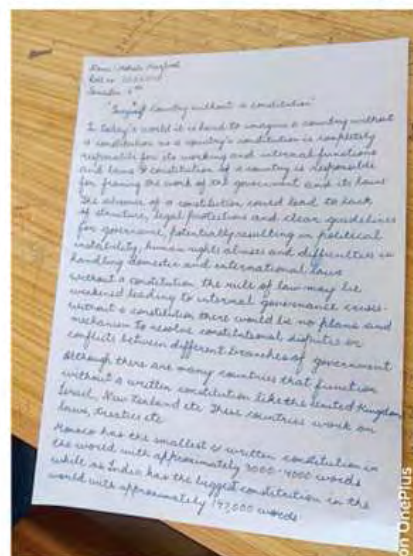 Semester 4th
"Imagine Country without a constitution"
In today's world it is hard to imagine a country without
a constitution as a country's constitution is completely
responsible for its working and internal functions
and laws constitution of a country is responsible
for framing the work of the government and its laws
The absence of a constitution could lead to lack
of structure, legal protections and clear guidelines
for governance, potentially resulting in political
instability, human rights abuses and difficulties in
handling domestic and international laws
without a constitution the rule of law may be
weakened leading to internal governance crisis-
without a constitution there would be no plans and
mechanism to resolve constitutional disputes or
conflicts between different branches of government
Although there are many countries that function
without a written constitution like the United Kingdom
Israel, New Zealand etc These countries work on
laws, treaties etc
Monaco has the smallest written constitution in
the world with approximately 3000-4000 words
while as India has the biggest constitution in the
world with approximately 147,000 words
on OnePlus